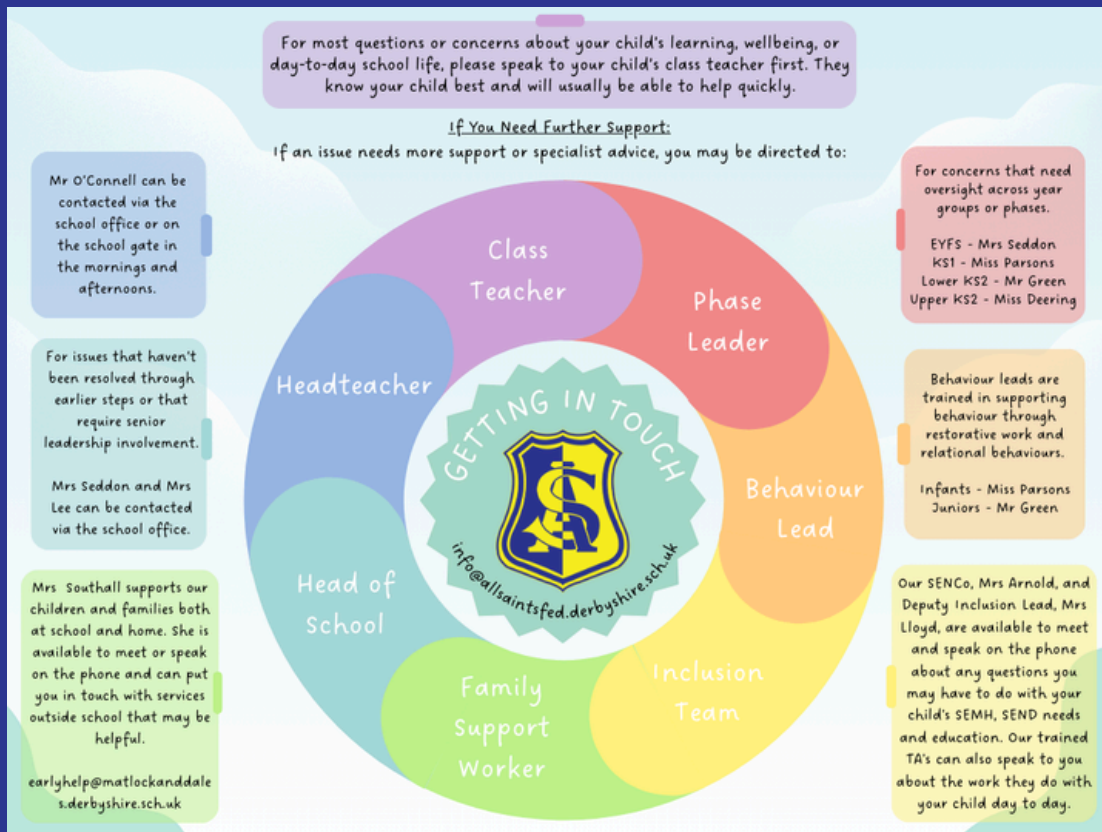 For most questions or concerns about your child's learning, wellbeing, or
day-to-day school life, please speak to your child's class teacher first. They
know your child best and will usually be able to help quickly.
If You Need Further Support:
If an issue needs more support or specialist advice, you may be directed to:
Mr O'Connell can be
contacted via the
school office or on
the school gate in
the mornings and
afternoons.
For issues that haven't
been resolved through
earlier steps or that
require senior
leadership involvement.
Mrs Seddon and Mrs
Lee can be contacted
via the school office.
Mrs Southall supports our
children and families both
at school and home. She is
available to meet or speak
on the phone and can put
you in touch with services
outside school that may be
helpful.
earlyhelp@matlockanddale
s.derbyshire.sch.uk
Class
Teacher
Phase
Leader
Behaviour
Lead
Inclusion
Team
Family
Support
Worker
Head of
School
Headteacher
GETTING IN TOUCH
info@allsaintsfed.derbyshire.sch.uk
For concerns that need
oversight across year
groups or phases.
EYFS - Mrs Seddon
KS1 - Miss Parsons
Lower KS2 - Mr Green
Upper KS2 - Miss Deering
Behaviour leads are
trained in supporting
behaviour through
restorative work and
relational behaviours.
Infants - Miss Parsons
Juniors - Mr Green
Our SENCo, Mrs Arnold, and
Deputy Inclusion Lead, Mrs
Lloyd, are available to meet
and speak on the phone
about any questions you
may have to do with your
child's SEMH, SEND needs
and education. Our trained
TA's can also speak to you
about the work they do with
your child day to day.